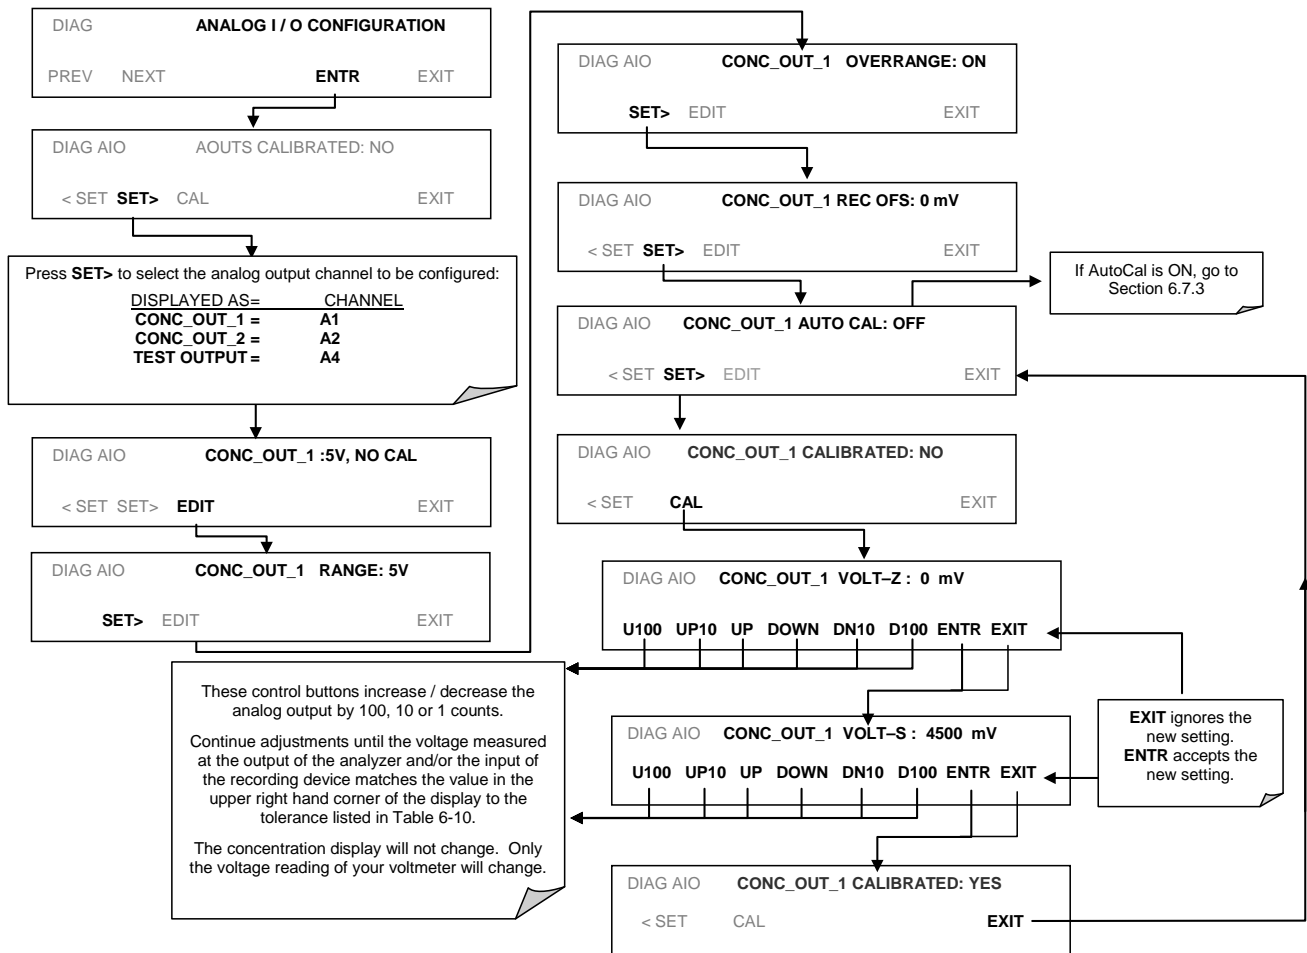 DIAG ANALOG I / O CONFIGURATION
PREV NEXT ENTR EXIT
DIAG AIO AOUTS CALIBRATED: NO
< SET SET> CAL EXIT
Press SET> to select the analog output channel to be configured:
DISPLAYED AS= CHANNEL
CONC_OUT_1 = A1
CONC_OUT_2 = A2
TEST OUTPUT = A4
DIAG AIO CONC_OUT_1 :5V, NO CAL
< SET SET> EDIT EXIT
DIAG AIO CONC_OUT_1 RANGE: 5V
SET> EDIT EXIT
DIAG AIO CONC_OUT_1 OVERRANGE: ON
SET> EDIT EXIT
DIAG AIO CONC_OUT_1 REC OFS: 0 mV
< SET SET> EDIT EXIT
If AutoCal is ON, go to
Section 6.7.3
DIAG AIO CONC_OUT_1 AUTO CAL: OFF
< SET SET> EDIT EXIT
DIAG AIO CONC_OUT_1 CALIBRATED: NO
< SET CAL EXIT
DIAG AIO CONC_OUT_1 VOLT–Z : 0 mV
U100 UP10 UP DOWN DN10 D100 ENTR EXIT
These control buttons increase / decrease the
analog output by 100, 10 or 1 counts.
Continue adjustments until the voltage measured
at the output of the analyzer and/or the input of
the recording device matches the value in the
upper right hand corner of the display to the
tolerance listed in Table 6-10.
The concentration display will not change. Only
the voltage reading of your voltmeter will change.
EXIT ignores the
new setting.
ENTR accepts the
new setting.
DIAG AIO CONC_OUT_1 VOLT–S : 4500 mV
U100 UP10 UP DOWN DN10 D100 ENTR EXIT
DIAG AIO CONC_OUT_1 CALIBRATED: YES
< SET CAL EXIT